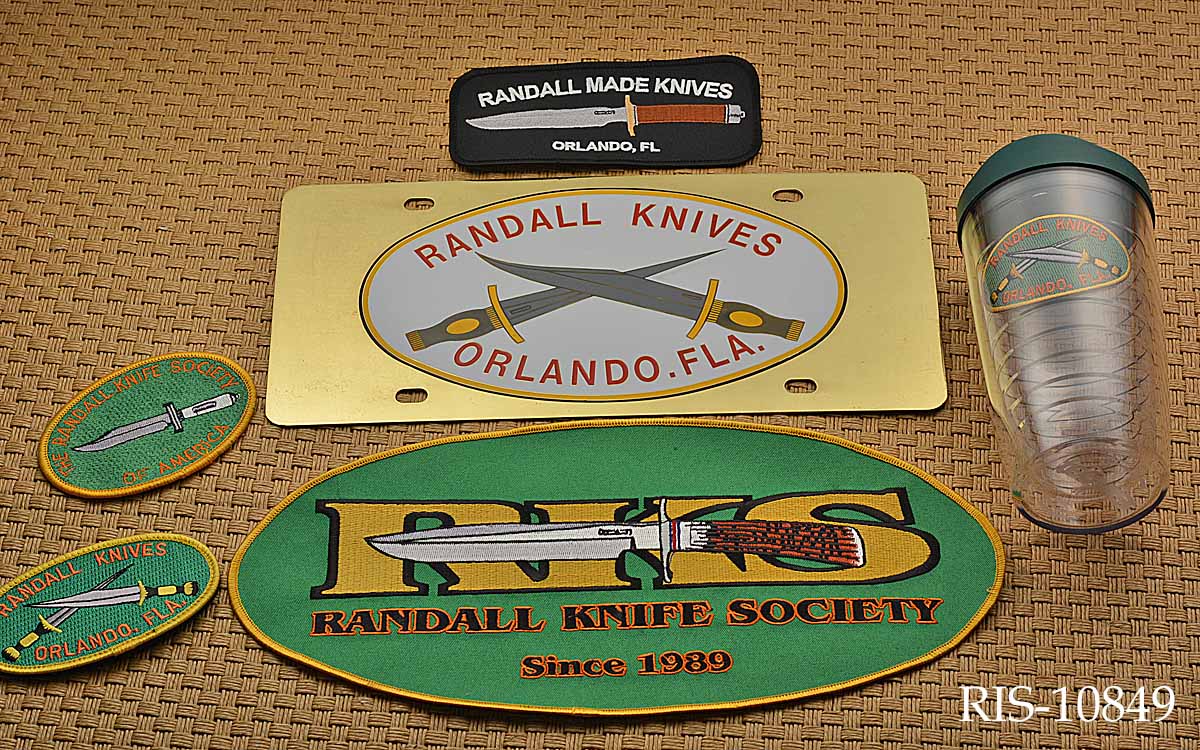 RANDALL MADE KNIVES
ORLANDO, FL
RANDALL KNIVES
ORLANDO.FLA.
RANDALL KNIVES
ORLANDO, FLA.
THE RANDALL KNIFE SOCIETY
OF AMERICA
RANDALL KNIVES
ORLANDO, FLA.
RKS
RANDALL KNIFE SOCIETY
Since 1989
RIS-10849